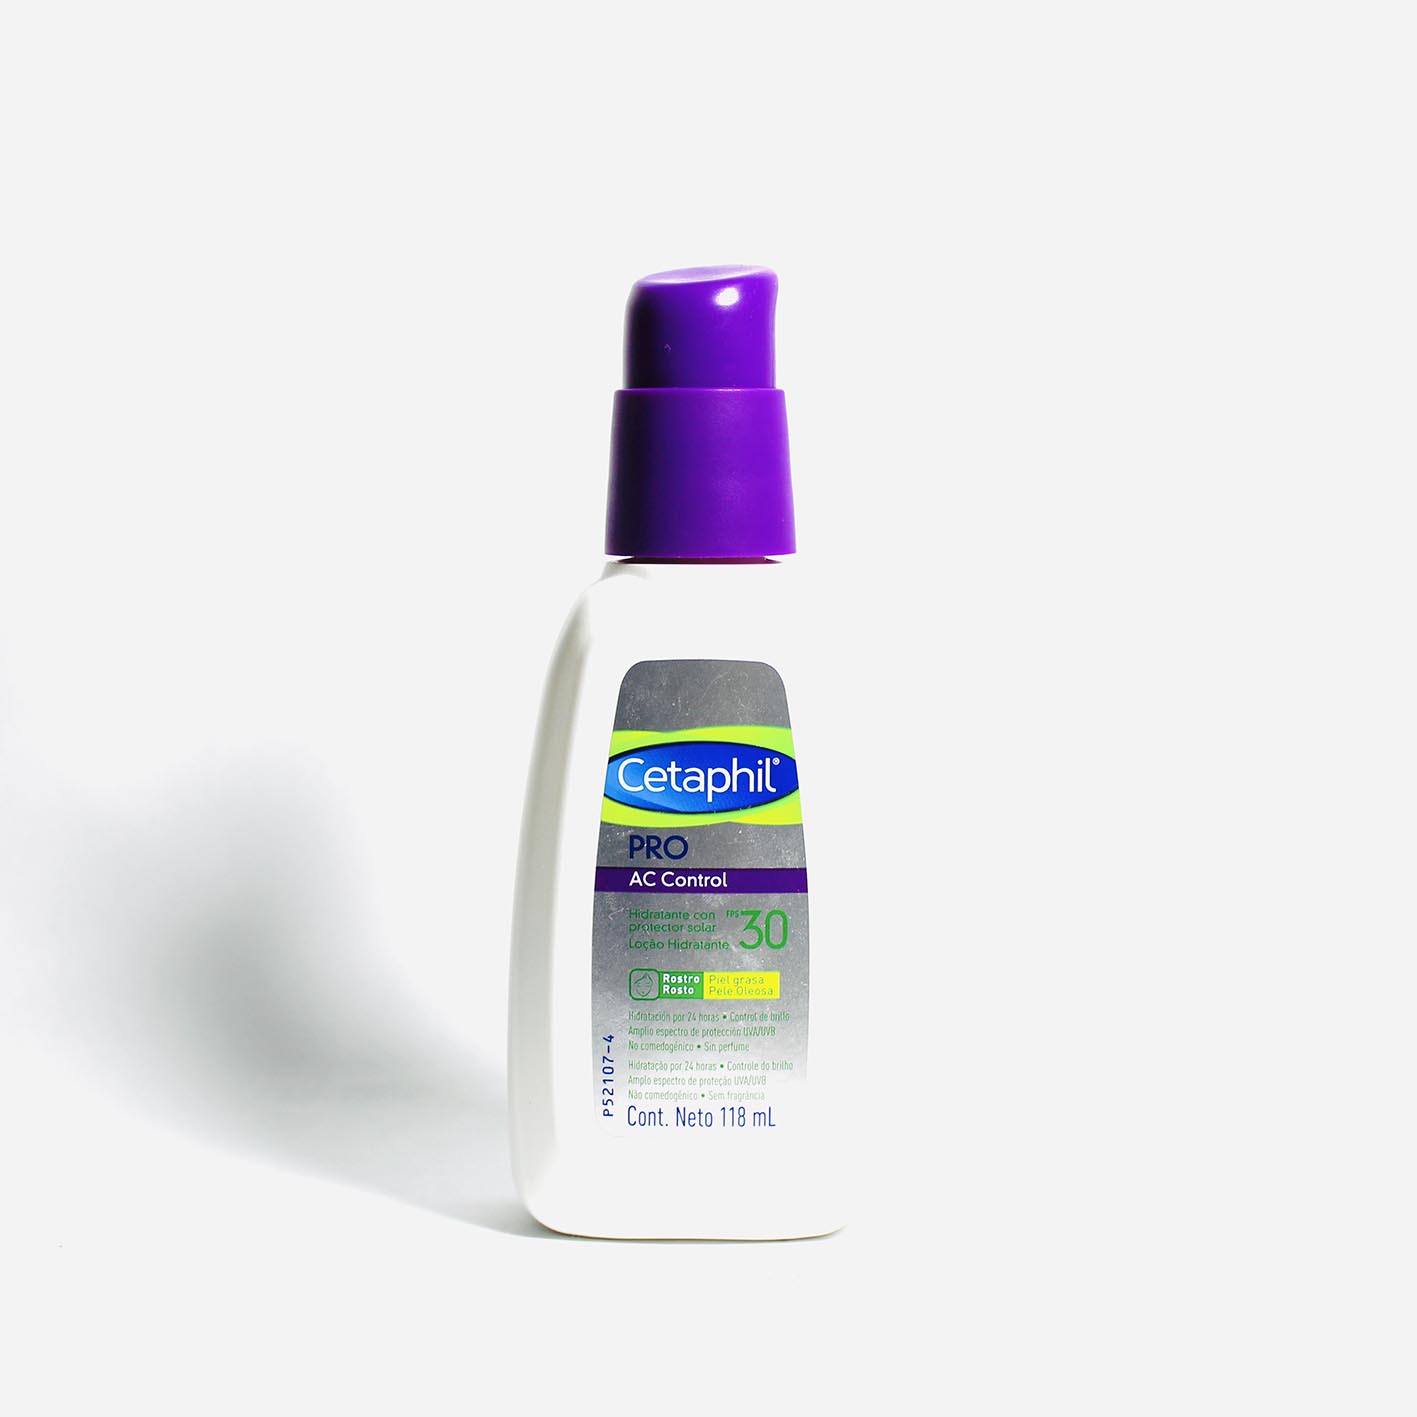 Cetaphil®
PRO
AC Control
Hidratante con
protector solar
Loção Hidratante
FPS 30
Rostro
Rosto
Piel grasa
Pele Oleosa
Hidratación por 24 horas • Control de brillo
Amplio espectro de protección UVA/UVB
No comedogénico • Sin perfume
Hidratação por 24 horas • Controle do brilho
Amplo espectro de proteção UVA/UVB
Não comedogênico • Sem fragrância
Cont. Neto 118 mL
P52107-4